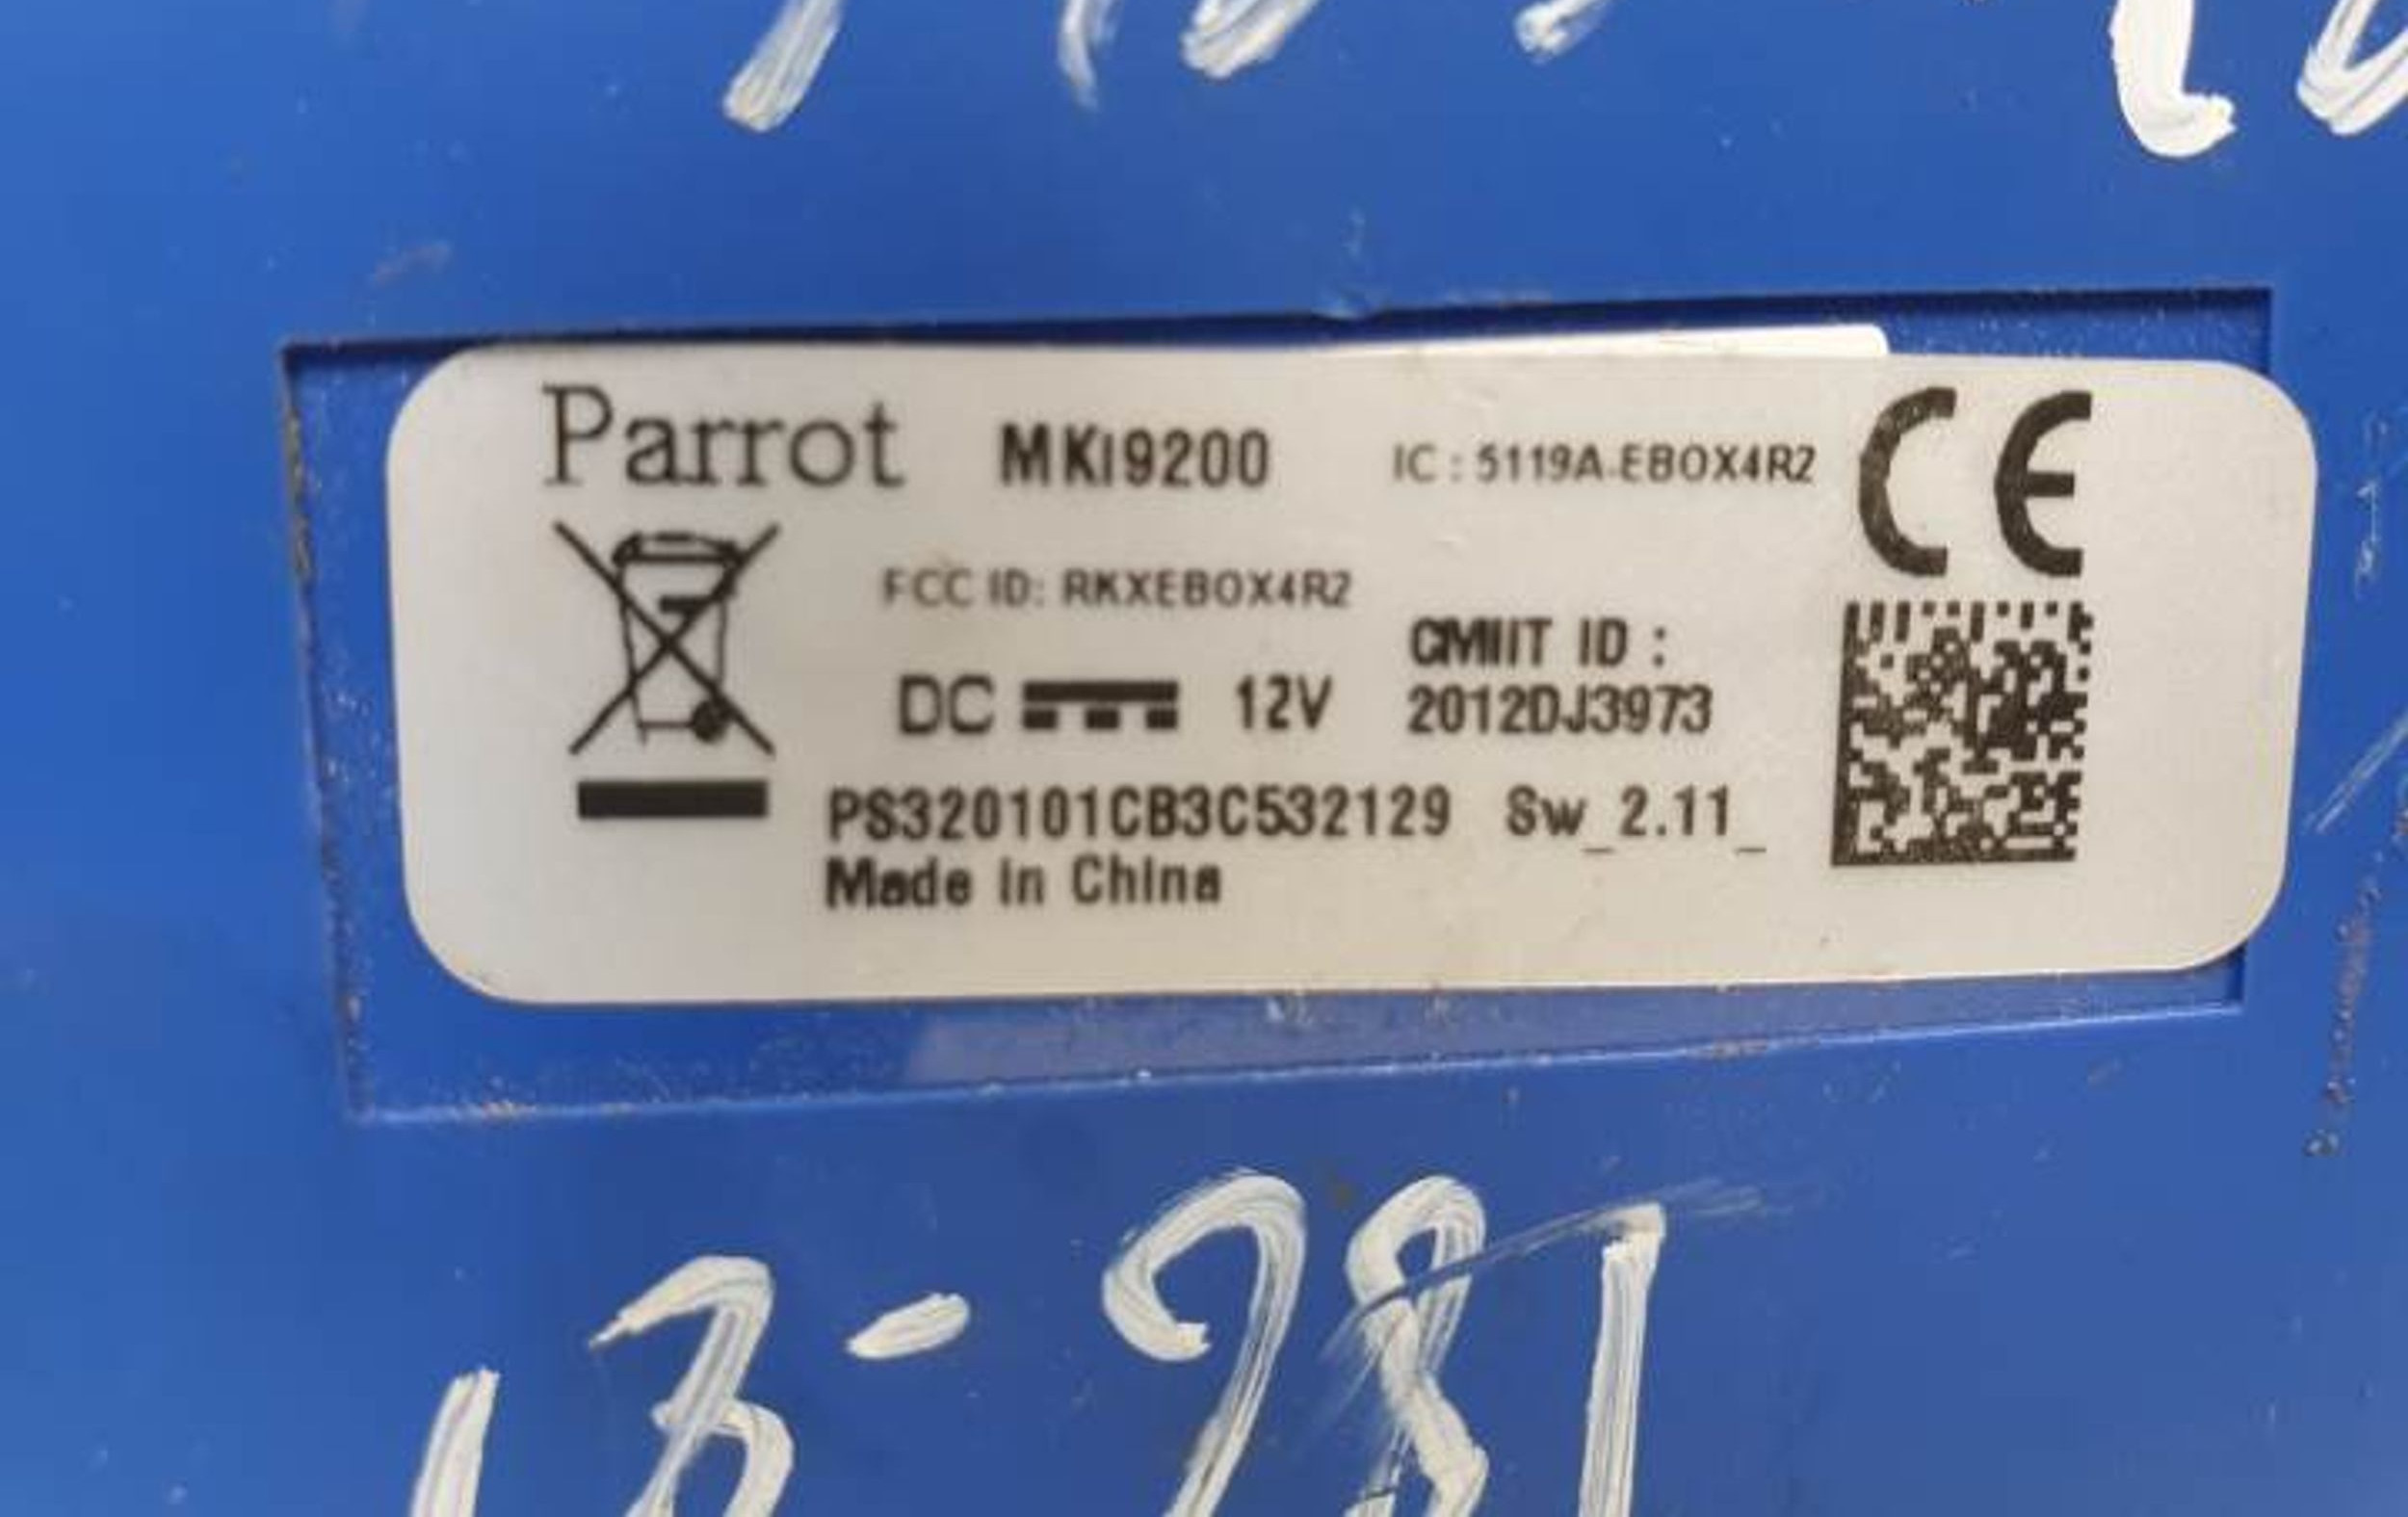 Parrot MKi9200 IC : 5119A-EBOX4R2 CE
FCC ID: RKXEBOX4R2
CMIIT ID :
DC 12V 2012DJ3973
PS320101CB3C532129 Sw_2.11_
Made in China
13-981